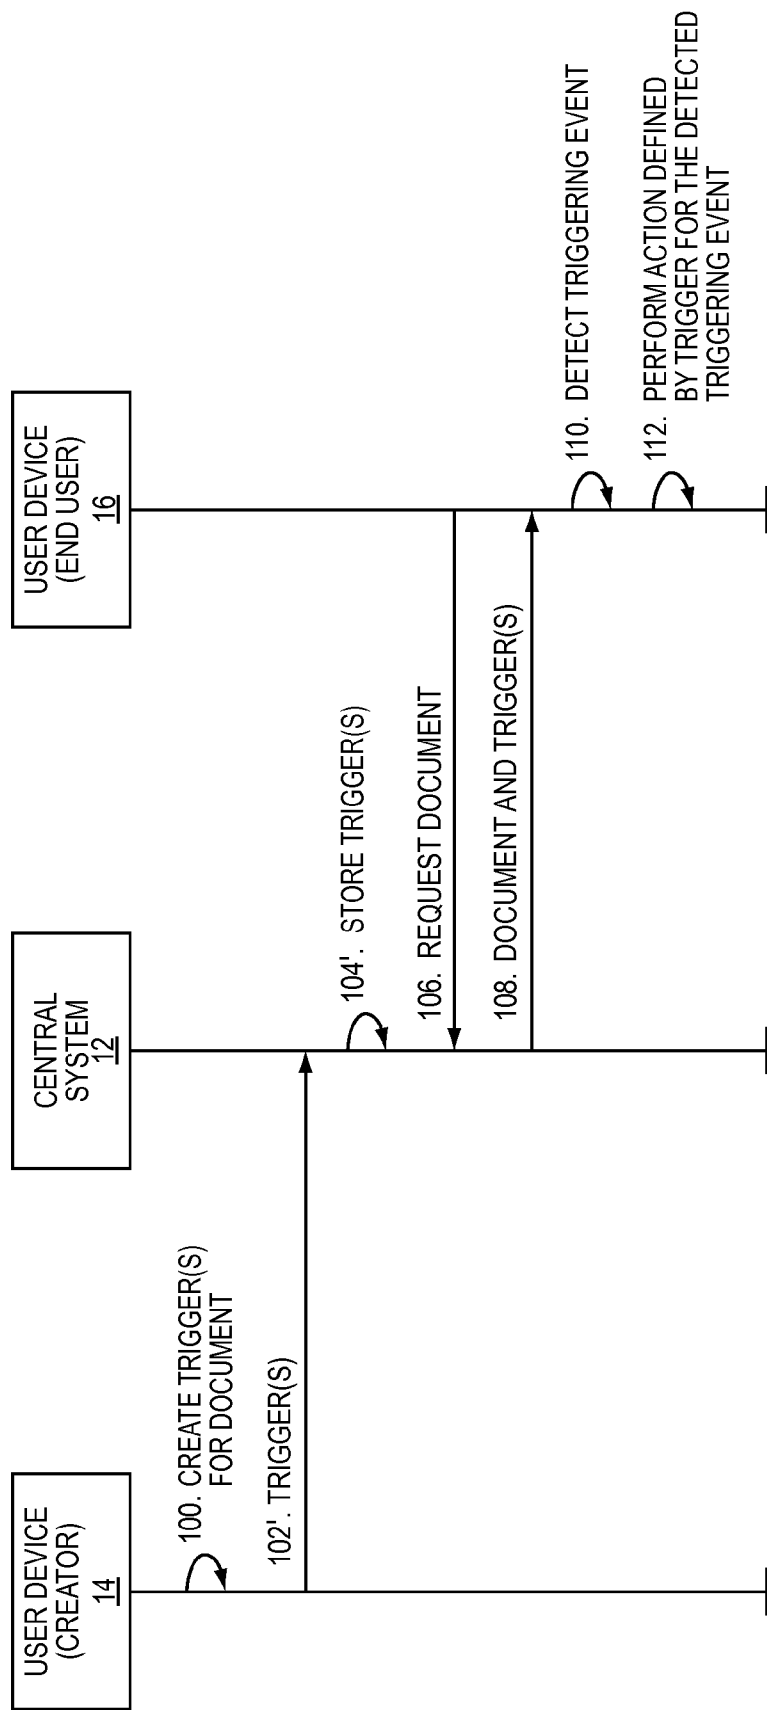 USER DEVICE
(CREATOR)
14
CENTRAL
SYSTEM
12
USER DEVICE
(END USER)
16
100. CREATE TRIGGER(S)
FOR DOCUMENT
102'. TRIGGER(S)
104'. STORE TRIGGER(S)
106. REQUEST DOCUMENT
108. DOCUMENT AND TRIGGER(S)
110. DETECT TRIGGERING EVENT
112. PERFORM ACTION DEFINED
BY TRIGGER FOR THE DETECTED
TRIGGERING EVENT